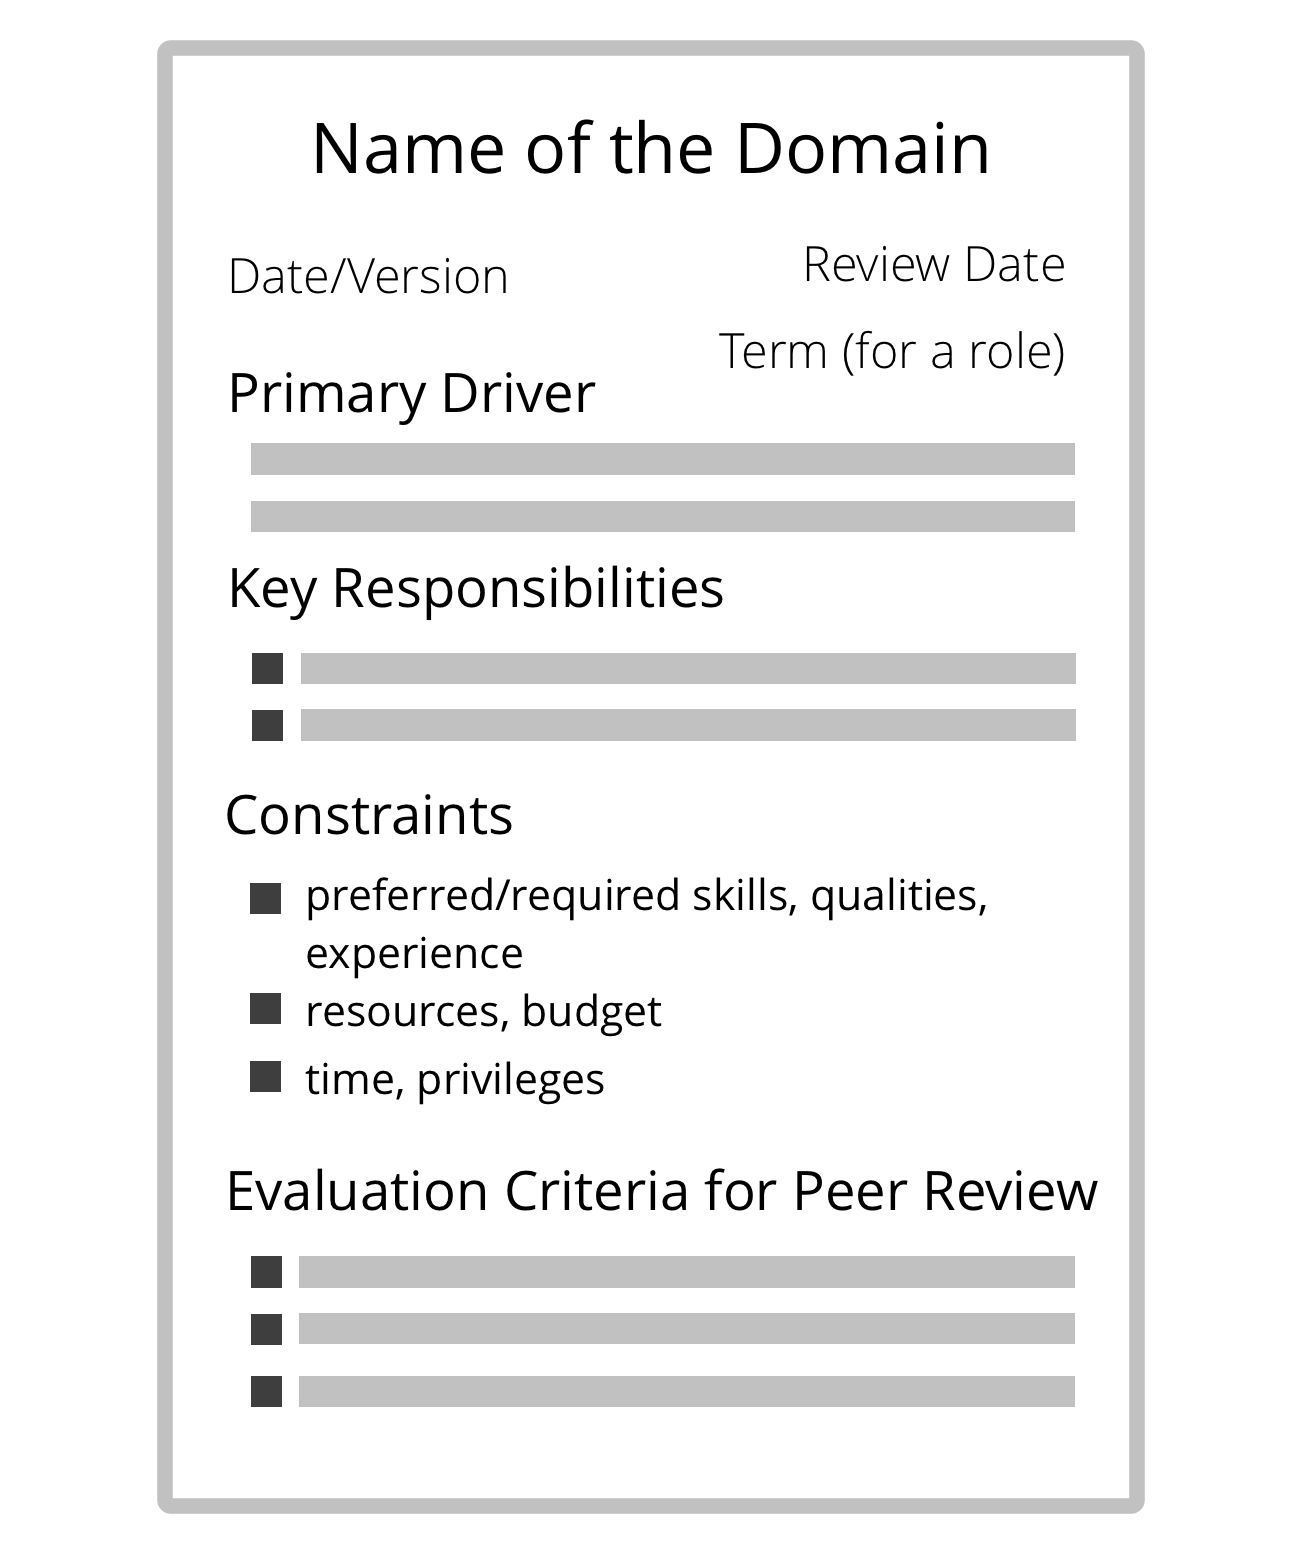 Name of the Domain
Date/Version
Review Date
Term (for a role)
Primary Driver
Key Responsibilities
Constraints
preferred/required skills, qualities,
experience
resources, budget
time, privileges
Evaluation Criteria for Peer Review